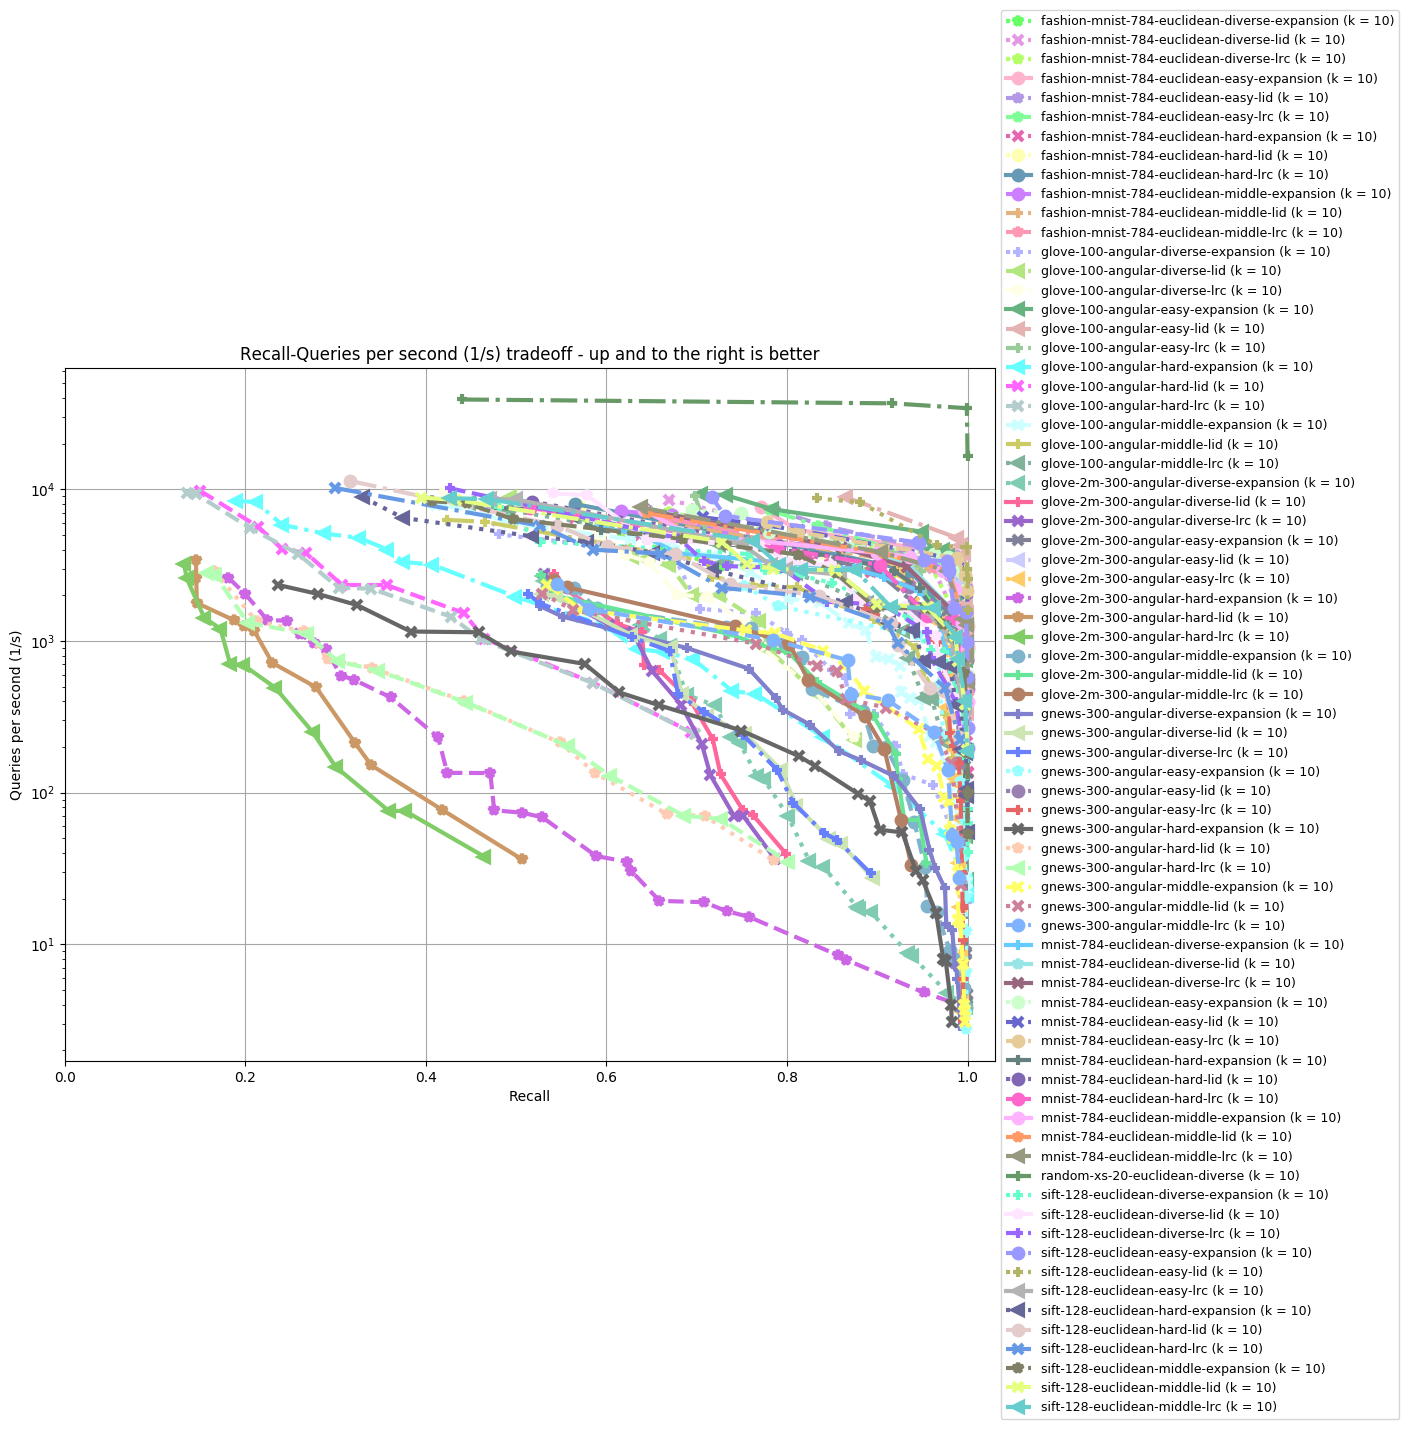 Recall-Queries per second (1/s) tradeoff - up and to the right is better
Queries per second (1/s)
10^4
10^3
10^2
10^1
0.0 0.2 0.4 0.6 0.8 1.0
Recall
fashion-mnist-784-euclidean-diverse-expansion (k = 10)
fashion-mnist-784-euclidean-diverse-lid (k = 10)
fashion-mnist-784-euclidean-diverse-lrc (k = 10)
fashion-mnist-784-euclidean-easy-expansion (k = 10)
fashion-mnist-784-euclidean-easy-lid (k = 10)
fashion-mnist-784-euclidean-easy-lrc (k = 10)
fashion-mnist-784-euclidean-hard-expansion (k = 10)
fashion-mnist-784-euclidean-hard-lid (k = 10)
fashion-mnist-784-euclidean-hard-lrc (k = 10)
fashion-mnist-784-euclidean-middle-expansion (k = 10)
fashion-mnist-784-euclidean-middle-lid (k = 10)
fashion-mnist-784-euclidean-middle-lrc (k = 10)
glove-100-angular-diverse-expansion (k = 10)
glove-100-angular-diverse-lid (k = 10)
glove-100-angular-diverse-lrc (k = 10)
glove-100-angular-easy-expansion (k = 10)
glove-100-angular-easy-lid (k = 10)
glove-100-angular-easy-lrc (k = 10)
glove-100-angular-hard-expansion (k = 10)
glove-100-angular-hard-lid (k = 10)
glove-100-angular-hard-lrc (k = 10)
glove-100-angular-middle-expansion (k = 10)
glove-100-angular-middle-lid (k = 10)
glove-100-angular-middle-lrc (k = 10)
glove-2m-300-angular-diverse-expansion (k = 10)
glove-2m-300-angular-diverse-lid (k = 10)
glove-2m-300-angular-diverse-lrc (k = 10)
glove-2m-300-angular-easy-expansion (k = 10)
glove-2m-300-angular-easy-lid (k = 10)
glove-2m-300-angular-easy-lrc (k = 10)
glove-2m-300-angular-hard-expansion (k = 10)
glove-2m-300-angular-hard-lid (k = 10)
glove-2m-300-angular-hard-lrc (k = 10)
glove-2m-300-angular-middle-expansion (k = 10)
glove-2m-300-angular-middle-lid (k = 10)
glove-2m-300-angular-middle-lrc (k = 10)
gnews-300-angular-diverse-expansion (k = 10)
gnews-300-angular-diverse-lid (k = 10)
gnews-300-angular-diverse-lrc (k = 10)
gnews-300-angular-easy-expansion (k = 10)
gnews-300-angular-easy-lid (k = 10)
gnews-300-angular-easy-lrc (k = 10)
gnews-300-angular-hard-expansion (k = 10)
gnews-300-angular-hard-lid (k = 10)
gnews-300-angular-hard-lrc (k = 10)
gnews-300-angular-middle-expansion (k = 10)
gnews-300-angular-middle-lid (k = 10)
gnews-300-angular-middle-lrc (k = 10)
mnist-784-euclidean-diverse-expansion (k = 10)
mnist-784-euclidean-diverse-lid (k = 10)
mnist-784-euclidean-diverse-lrc (k = 10)
mnist-784-euclidean-easy-expansion (k = 10)
mnist-784-euclidean-easy-lid (k = 10)
mnist-784-euclidean-easy-lrc (k = 10)
mnist-784-euclidean-hard-expansion (k = 10)
mnist-784-euclidean-hard-lid (k = 10)
mnist-784-euclidean-hard-lrc (k = 10)
mnist-784-euclidean-middle-expansion (k = 10)
mnist-784-euclidean-middle-lid (k = 10)
mnist-784-euclidean-middle-lrc (k = 10)
random-xs-20-euclidean-diverse (k = 10)
sift-128-euclidean-diverse-expansion (k = 10)
sift-128-euclidean-diverse-lid (k = 10)
sift-128-euclidean-diverse-lrc (k = 10)
sift-128-euclidean-easy-expansion (k = 10)
sift-128-euclidean-easy-lid (k = 10)
sift-128-euclidean-easy-lrc (k = 10)
sift-128-euclidean-hard-expansion (k = 10)
sift-128-euclidean-hard-lid (k = 10)
sift-128-euclidean-hard-lrc (k = 10)
sift-128-euclidean-middle-expansion (k = 10)
sift-128-euclidean-middle-lid (k = 10)
sift-128-euclidean-middle-lrc (k = 10)